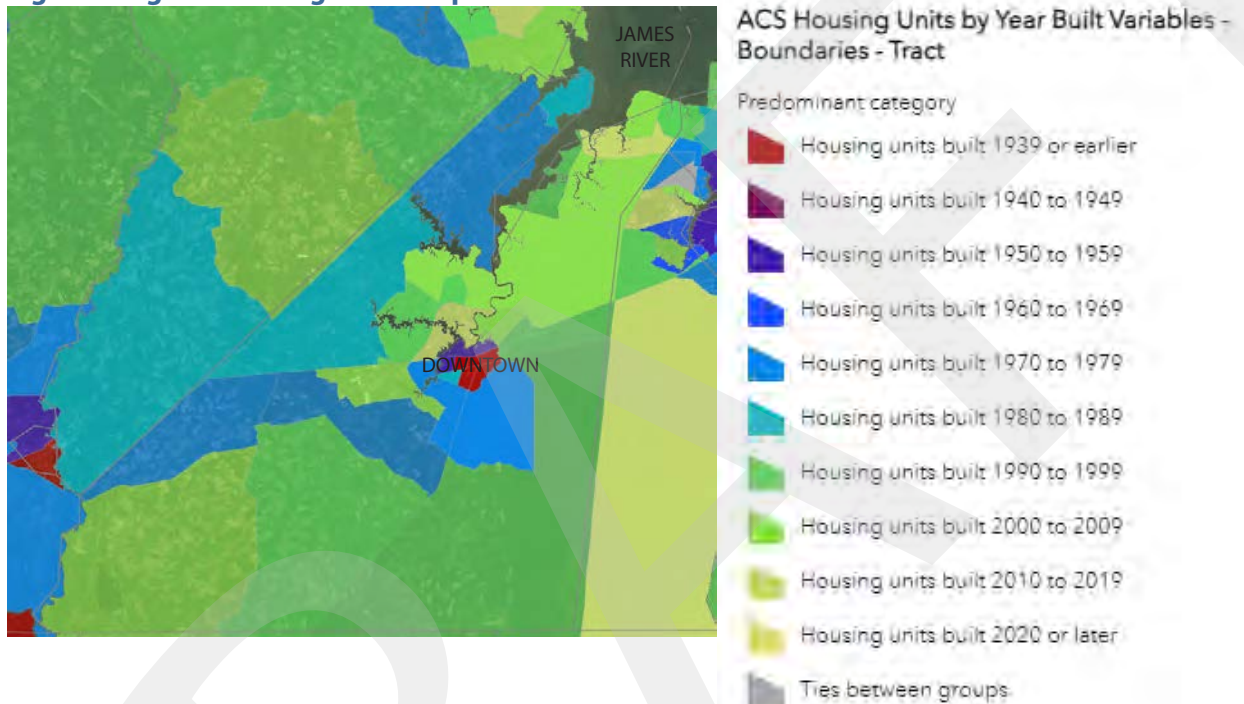 JAMES
RIVER
DOWNTOWN
ACS Housing Units by Year Built Variables -
Boundaries - Tract
Predominant category
Housing units built 1939 or earlier
Housing units built 1940 to 1949
Housing units built 1950 to 1959
Housing units built 1960 to 1969
Housing units built 1970 to 1979
Housing units built 1980 to 1989
Housing units built 1990 to 1999
Housing units built 2000 to 2009
Housing units built 2010 to 2019
Housing units built 2020 or later
Ties between groups